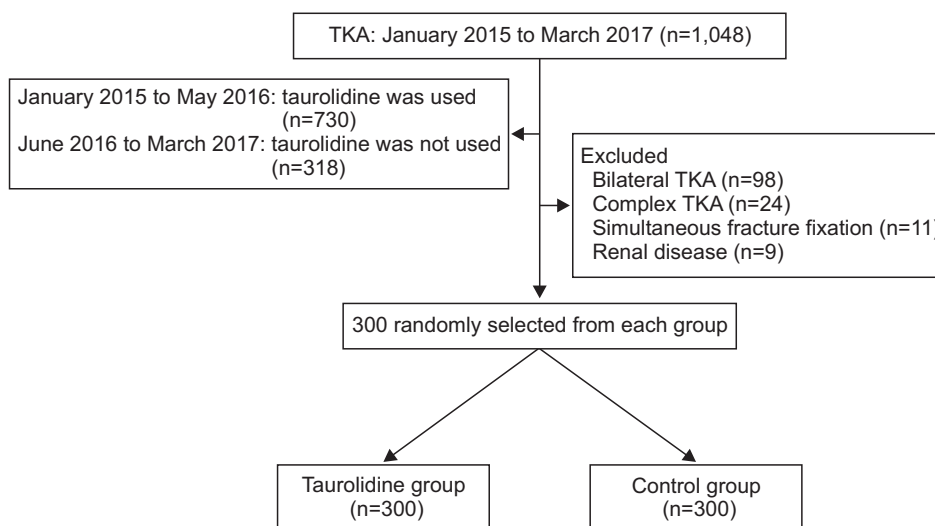 TKA: January 2015 to March 2017 (n=1,048)
January 2015 to May 2016: taurolidine was used
(n=730)
June 2016 to March 2017: taurolidine was not used
(n=318)
Excluded
Bilateral TKA (n=98)
Complex TKA (n=24)
Simultaneous fracture fixation (n=11)
Renal disease (n=9)
300 randomly selected from each group
Taurolidine group
(n=300)
Control group
(n=300)